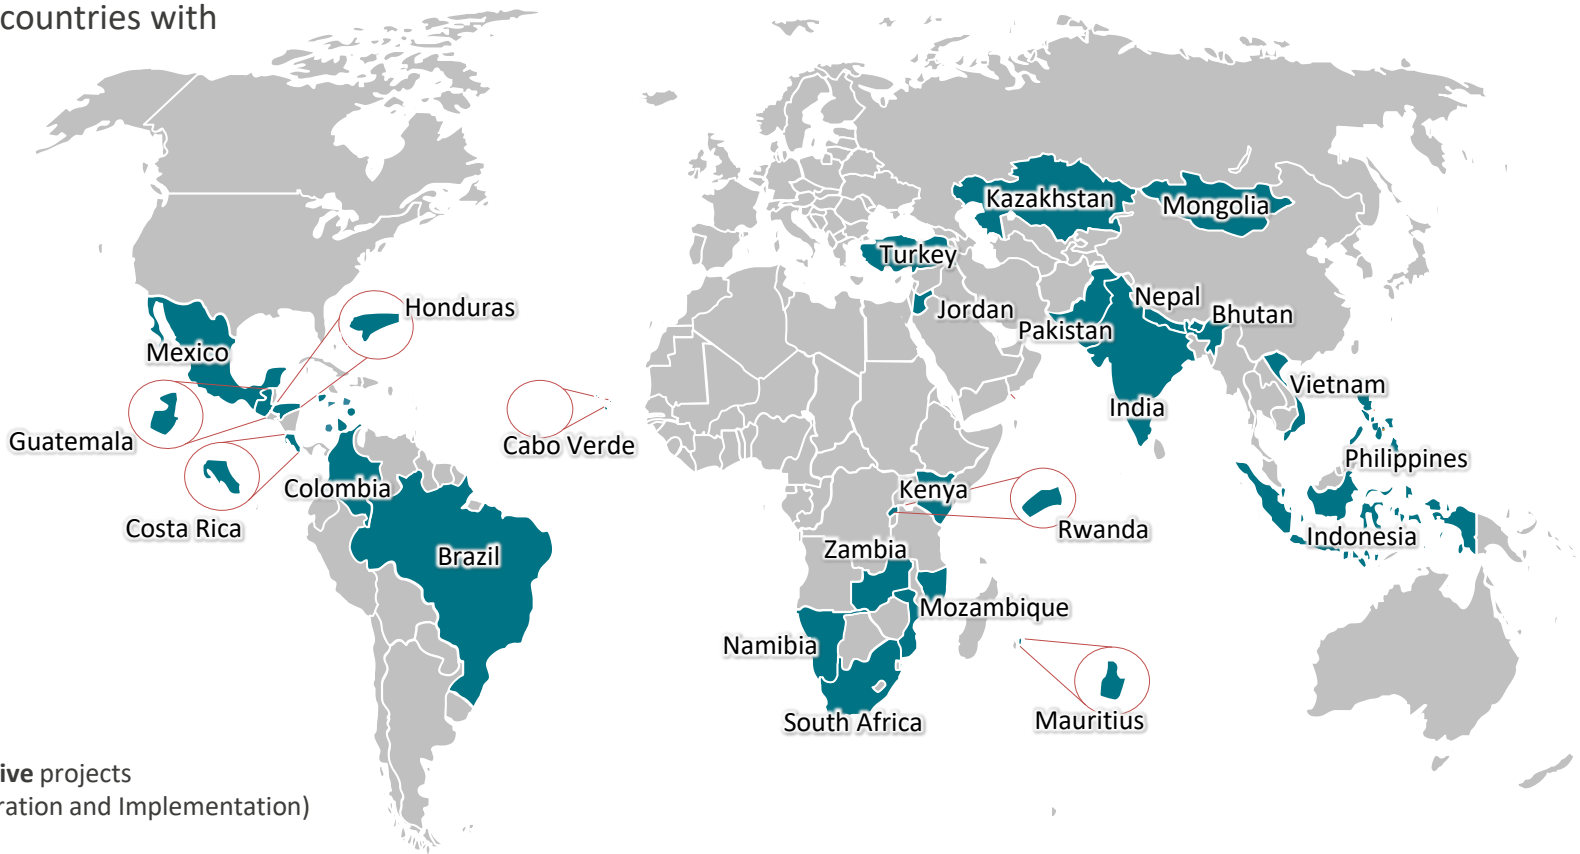 countries with
Kazakhstan
Mongolia
Turkey
Nepal
Honduras
Jordan
Bhutan
Pakistan
Mexico
Vietnam
India
Guatemala
Cabo Verde
Philippines
Colombia
Kenya
Costa Rica
Rwanda
Indonesia
Zambia
Brazil
Mozambique
Namibia
South Africa
Mauritius
ive projects
ration and Implementation)